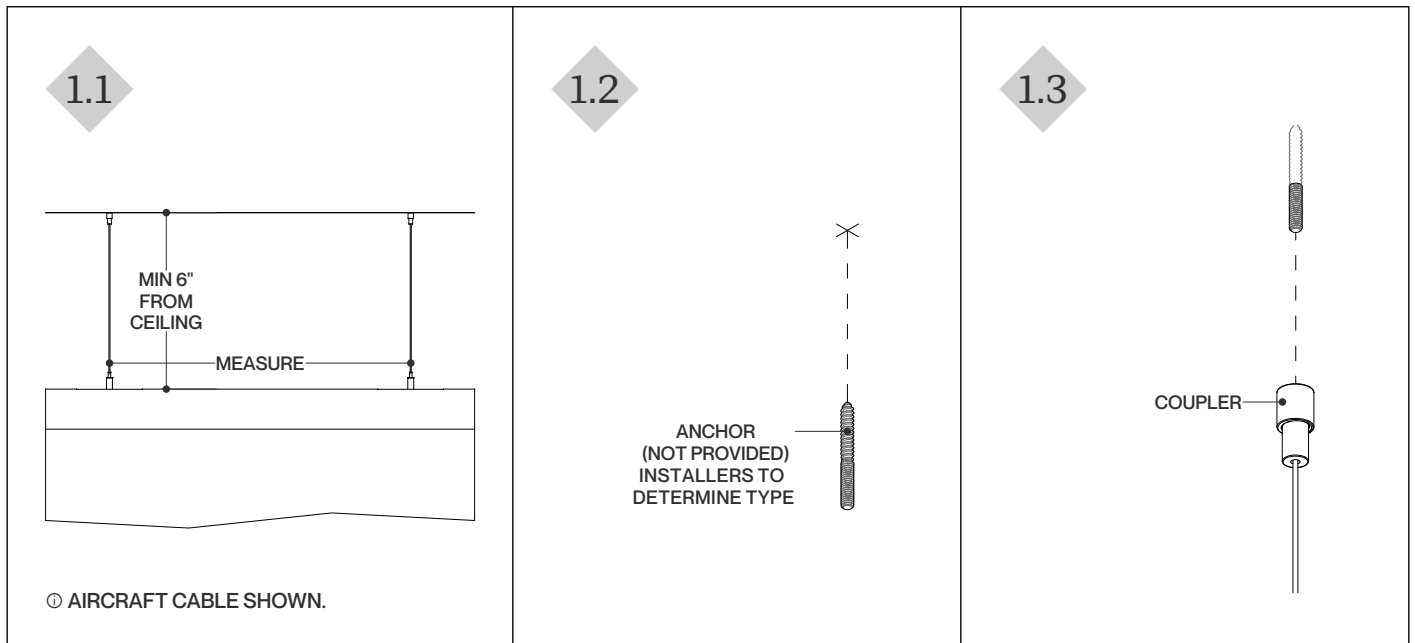 1.1
MIN 6"
FROM
CEILING
MEASURE
ⓘ AIRCRAFT CABLE SHOWN.
1.2
ANCHOR
(NOT PROVIDED)
INSTALLERS TO
DETERMINE TYPE
1.3
COUPLER